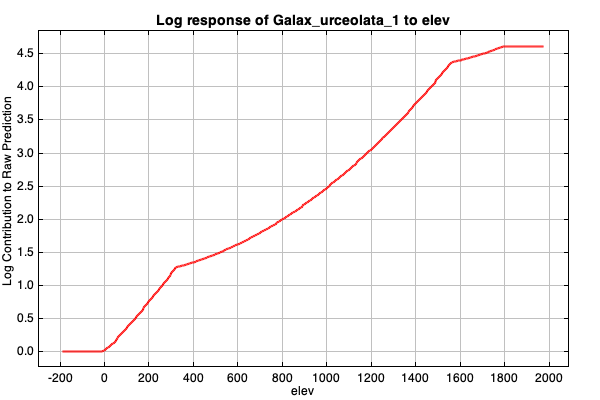 Log response of Galax_urceolata_1 to elev
Log Contribution to Raw Prediction
4.5
4.0
3.5
3.0
2.5
2.0
1.5
1.0
0.5
0.0
-200 0 200 400 600 800 1000 1200 1400 1600 1800 2000
elev